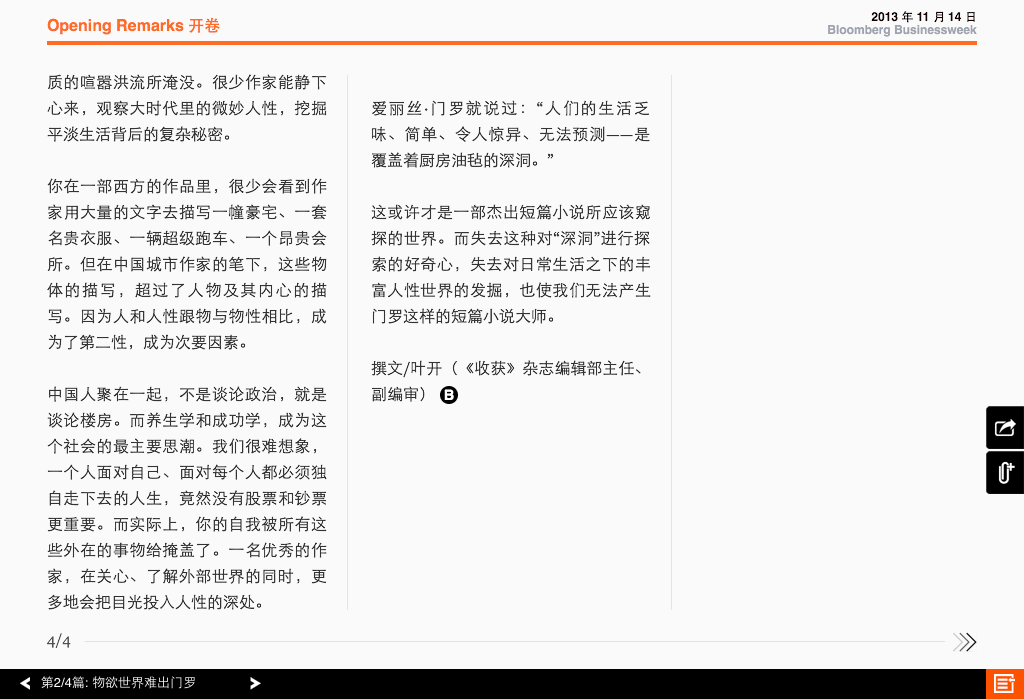 Opening Remarks 开卷
2013 年 11 月 14 日
Bloomberg Businessweek
质的喧嚣洪流所淹没。很少作家能静下
心来，观察大时代里的微妙人性，挖掘
平淡生活背后的复杂秘密。
你在一部西方的作品里，很少会看到作
家用大量的文字去描写一幢豪宅、一套
名贵衣服、一辆超级跑车、一个昂贵会
所。但在中国城市作家的笔下，这些物
体的描写，超过了人物及其内心的描
写。因为人和人性跟物与物性相比，成
为了第二性，成为次要因素。
中国人聚在一起，不是谈论政治，就是
谈论楼房。而养生学和成功学，成为这
个社会的最主要思潮。我们很难想象，
一个人面对自己、面对每个人都必须独
自走下去的人生，竟然没有股票和钞票
更重要。而实际上，你的自我被所有这
些外在的事物给掩盖了。一名优秀的作
家，在关心、了解外部世界的同时，更
多地会把目光投入人性的深处。
爱丽丝·门罗就说过：“人们的生活乏
味、简单、令人惊异、无法预测——是
覆盖着厨房油毡的深洞。”
这或许才是一部杰出短篇小说所应该窥
探的世界。而失去这种对“深洞”进行探
索的好奇心，失去对日常生活之下的丰
富人性世界的发掘，也使我们无法产生
门罗这样的短篇小说大师。
撰文/叶开（《收获》杂志编辑部主任、
副编审） B
4/4
第2/4篇: 物欲世界难出门罗